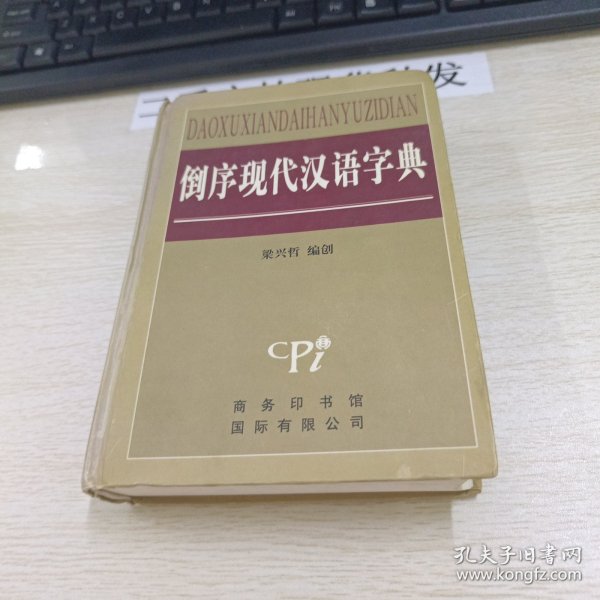 DAOXUXIANDAIHANYUZIDIAN
倒序现代汉语字典
梁兴哲 编创
CPi
商务印书馆
国际有限公司
孔夫子旧书网
www.kongfz.com